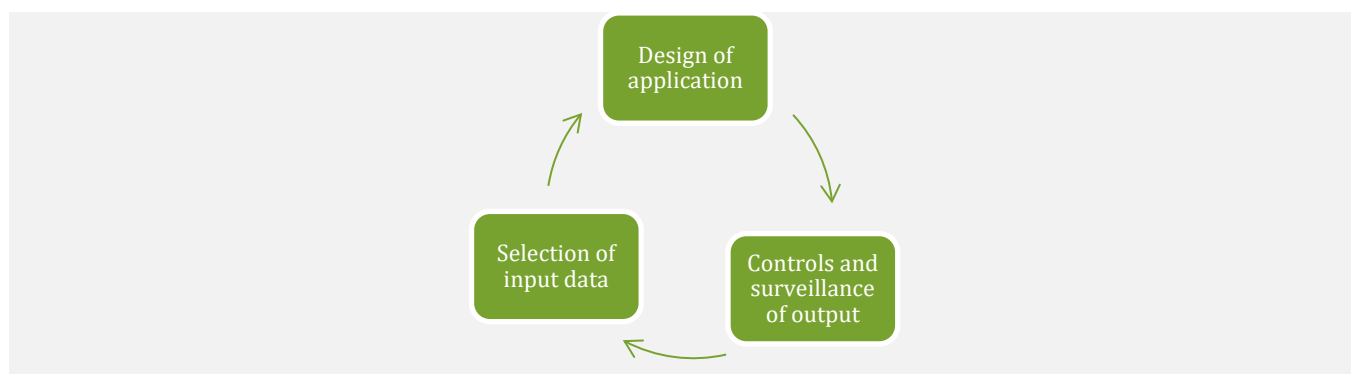 Design of
application
Selection of
input data
Controls and
surveillance
of output